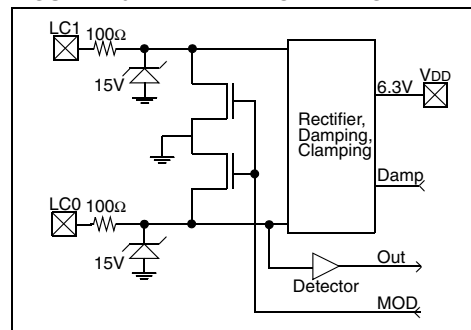 LC1
100Ω
15V
6.3V
VDD
Rectifier,
Damping,
Clamping
Damp
LC0
100Ω
15V
Out
Detector
MOD